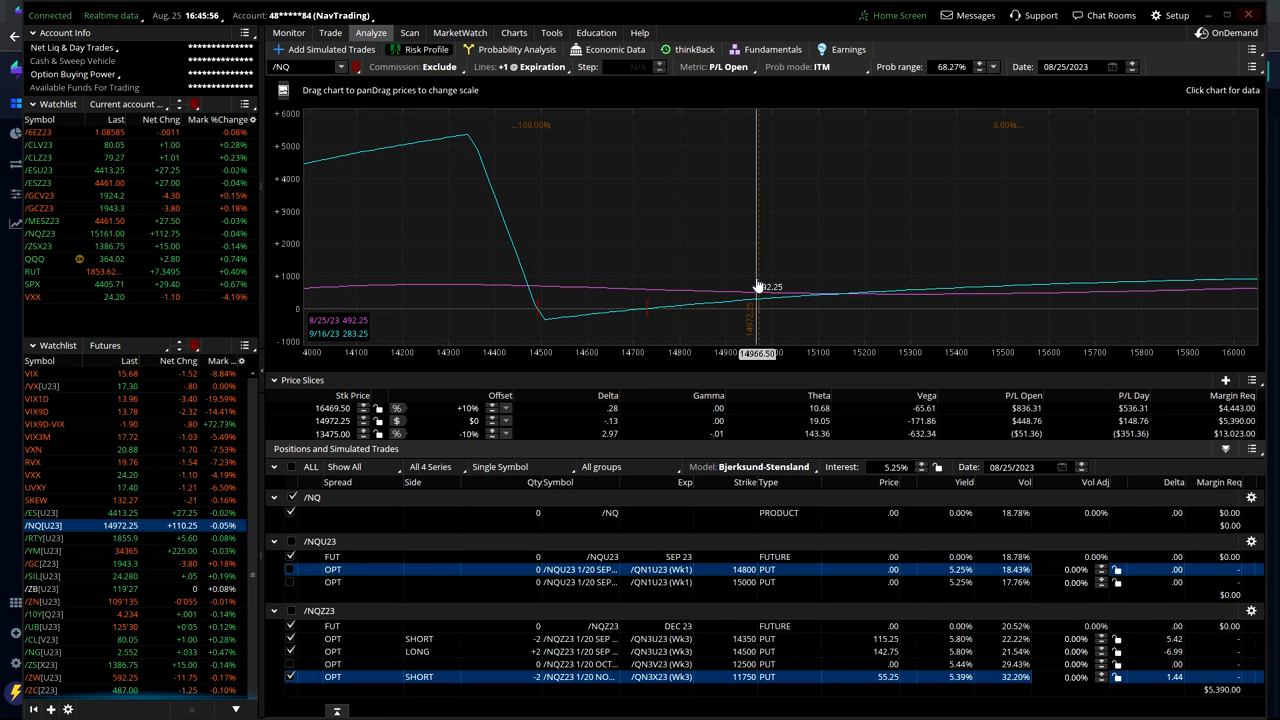 Connected Realtime data Aug, 25 16:45:56 Account: 48*****84 (NavTrading) Home Screen Messages Support Chat Rooms Setup
Account Info Monitor Trade Analyze Scan MarketWatch Charts Tools Education Help OnDemand
Net Liq & Day Trades ****************
Cash & Sweep Vehicle ****************
Option Buying Power ****************
Available Funds For Trading ****************
Add Simulated Trades Risk Profile Probability Analysis Economic Data thinkBack Fundamentals Earnings
/NQ Commission: Exclude Lines: +1 @ Expiration Step: N/A Metric: P/L Open Prob mode: ITM Prob range: 68.27% Date: 08/25/2023
Drag chart to panDrag prices to change scale Click chart for data
Watchlist Current account ...
Symbol Last Net Chng Mark %Change
/6EZ23 1.08585 -.0011 -0.08%
/CLV23 80.05 +1.00 +0.28%
/CLZ23 79.27 +1.01 +0.23%
/ESU23 4413.25 +27.25 -0.02%
/ESZ23 4461.00 +27.00 -0.04%
/GCV23 1924.2 -4.30 +0.15%
/GCZ23 1943.3 -3.80 +0.18%
/MESZ23 4461.50 +27.50 -0.03%
/NQZ23 15161.00 +112.75 -0.04%
/ZSX23 1386.75 +15.00 -0.14%
QQQ 364.02 +2.80 +0.74%
RUT 1853.62... +7.3495 +0.40%
SPX 4405.71 +29.40 +0.67%
VXX 24.20 -1.10 -4.19%
+6000
+5000
+4000
+3000
+2000
+1000
0
-1000
...100.00% 0.00%...
492.25
14972.25
8/25/23 492.25
9/16/23 283.25
4000 14100 14200 14300 14400 14500 14600 14700 14800 14966.50 15100 15200 15300 15400 15500 15600 15700 15800 15900 16000
Watchlist Futures
Symbol Last Net Chng Mark ...
VIX 15.68 -1.52 -8.84%
/VX[U23] 17.30 -.80 0.00%
VIX1D 13.96 -3.40 -19.59%
VIX9D 13.78 -2.32 -14.41%
VIX9D-VIX -1.90 -.80 +72.73%
VIX3M 17.72 -1.03 -5.49%
VXN 20.88 -1.70 -7.53%
RVX 19.76 -1.54 -7.23%
VXX 24.20 -1.10 -4.19%
UVXY 17.40 -1.21 -6.50%
SKEW 132.27 -.21 -0.16%
/ES[U23] 4413.25 +27.25 -0.02%
/NQ[U23] 14972.25 +110.25 -0.05%
/RTY[U23] 1855.9 +5.60 -0.08%
/YM[U23] 34365 +225.00 -0.03%
/GC[Z23] 1943.3 -3.80 +0.18%
/SIL[U23] 24.280 +.05 +0.19%
/ZB[U23] 119'27 0 +0.08%
/ZN[U23] 109'135 -0'055 -0.01%
/10Y[Q23] 4.234 +.001 -0.14%
/UB[U23] 125'30 +0'05 +0.12%
/CL[V23] 80.05 +1.00 +0.28%
/NG[U23] 2.552 +.033 +0.47%
/ZS[X23] 1386.75 +15.00 -0.14%
/ZW[U23] 592.25 -11.75 -0.17%
/ZC[Z23] 487.00 -1.25 -0.10%
Price Slices
Stk Price Offset Delta Gamma Theta Vega P/L Open P/L Day Margin Req
16469.50 % +10% .28 .00 10.68 -65.61 $836.31 $536.31 $4,443.00
14972.25 $ $0 -.13 .00 19.05 -171.86 $292.76 $148.76 $5,390.00
13475.00 % -10% 2.97 -.01 143.36 -632.34 ($51.36) ($351.36) $13,023.00
Positions and Simulated Trades
ALL Show All All 4 Series Single Symbol All groups Model: Bjerksund-Stensland Interest: 5.25% Date: 08/25/2023
Spread Side Qty Symbol Exp Strike Type Price Yield Vol Vol Adj Delta Margin Req
/NQ
0 /NQ PRODUCT .00 0.00% 18.78% 0.00% .00 $0.00
$0.00
/NQU23
FUT 0 /NQU23 SEP 23 FUTURE .00 0.00% 18.78% .00 $0.00
OPT 0 /NQU23 1/20 SEP... /QN1U23 (Wk1) 14800 PUT .00 5.25% 18.43% 0.00% .00 -
OPT 0 /NQU23 1/20 SEP... /QN1U23 (Wk1) 15000 PUT .00 5.25% 17.76% 0.00% .00 -
$0.00
/NQZ23
FUT 0 /NQZ23 DEC 23 FUTURE .00 0.00% 20.52% .00 $0.00
OPT SHORT -2 /NQZ23 1/20 SEP ... /QN3U23 (Wk3) 14350 PUT 115.25 5.80% 22.22% 0.00% 5.42 -
OPT LONG +2 /NQZ23 1/20 SEP ... /QN3U23 (Wk3) 14500 PUT 142.75 5.80% 21.54% 0.00% -6.99 -
OPT 0 /NQZ23 1/20 OCT... /QN3V23 (Wk3) 12500 PUT .00 5.44% 29.43% 0.00% .00 -
OPT SHORT -2 /NQZ23 1/20 NO... /QN3X23 (Wk3) 11750 PUT 55.25 5.39% 32.20% 0.00% 1.44 -
$5,390.00